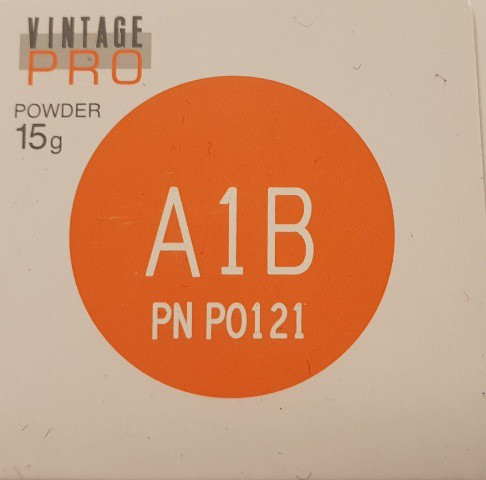 VINTAGE
PRO
POWDER
15g
A1B
PN P0121